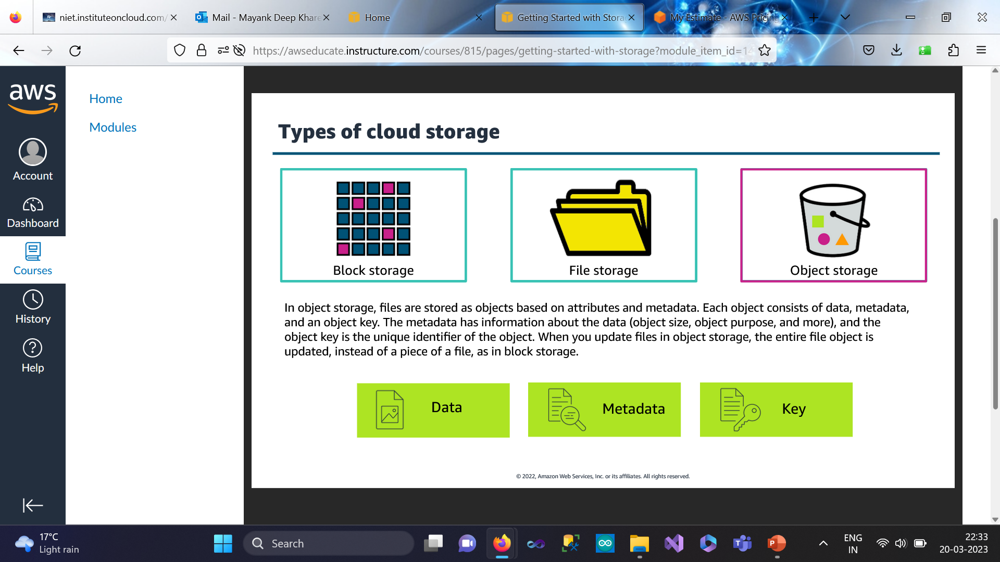 niet.instituteoncloud.com/
Mail - Mayank Deep Khare
Home
Getting Started with Stora
My Estimate - AWS Pricing
https://awseducate.instructure.com/courses/815/pages/getting-started-with-storage?module_item_id=14
aws
Account
Dashboard
Courses
History
Help
Home
Modules
Types of cloud storage
Block storage
File storage
Object storage
In object storage, files are stored as objects based on attributes and metadata. Each object consists of data, metadata,
and an object key. The metadata has information about the data (object size, object purpose, and more), and the
object key is the unique identifier of the object. When you update files in object storage, the entire file object is
updated, instead of a piece of a file, as in block storage.
Data
Metadata
Key
© 2022, Amazon Web Services, Inc. or its affiliates. All rights reserved.
17°C
Light rain
Search
ENG
IN
22:33
20-03-2023